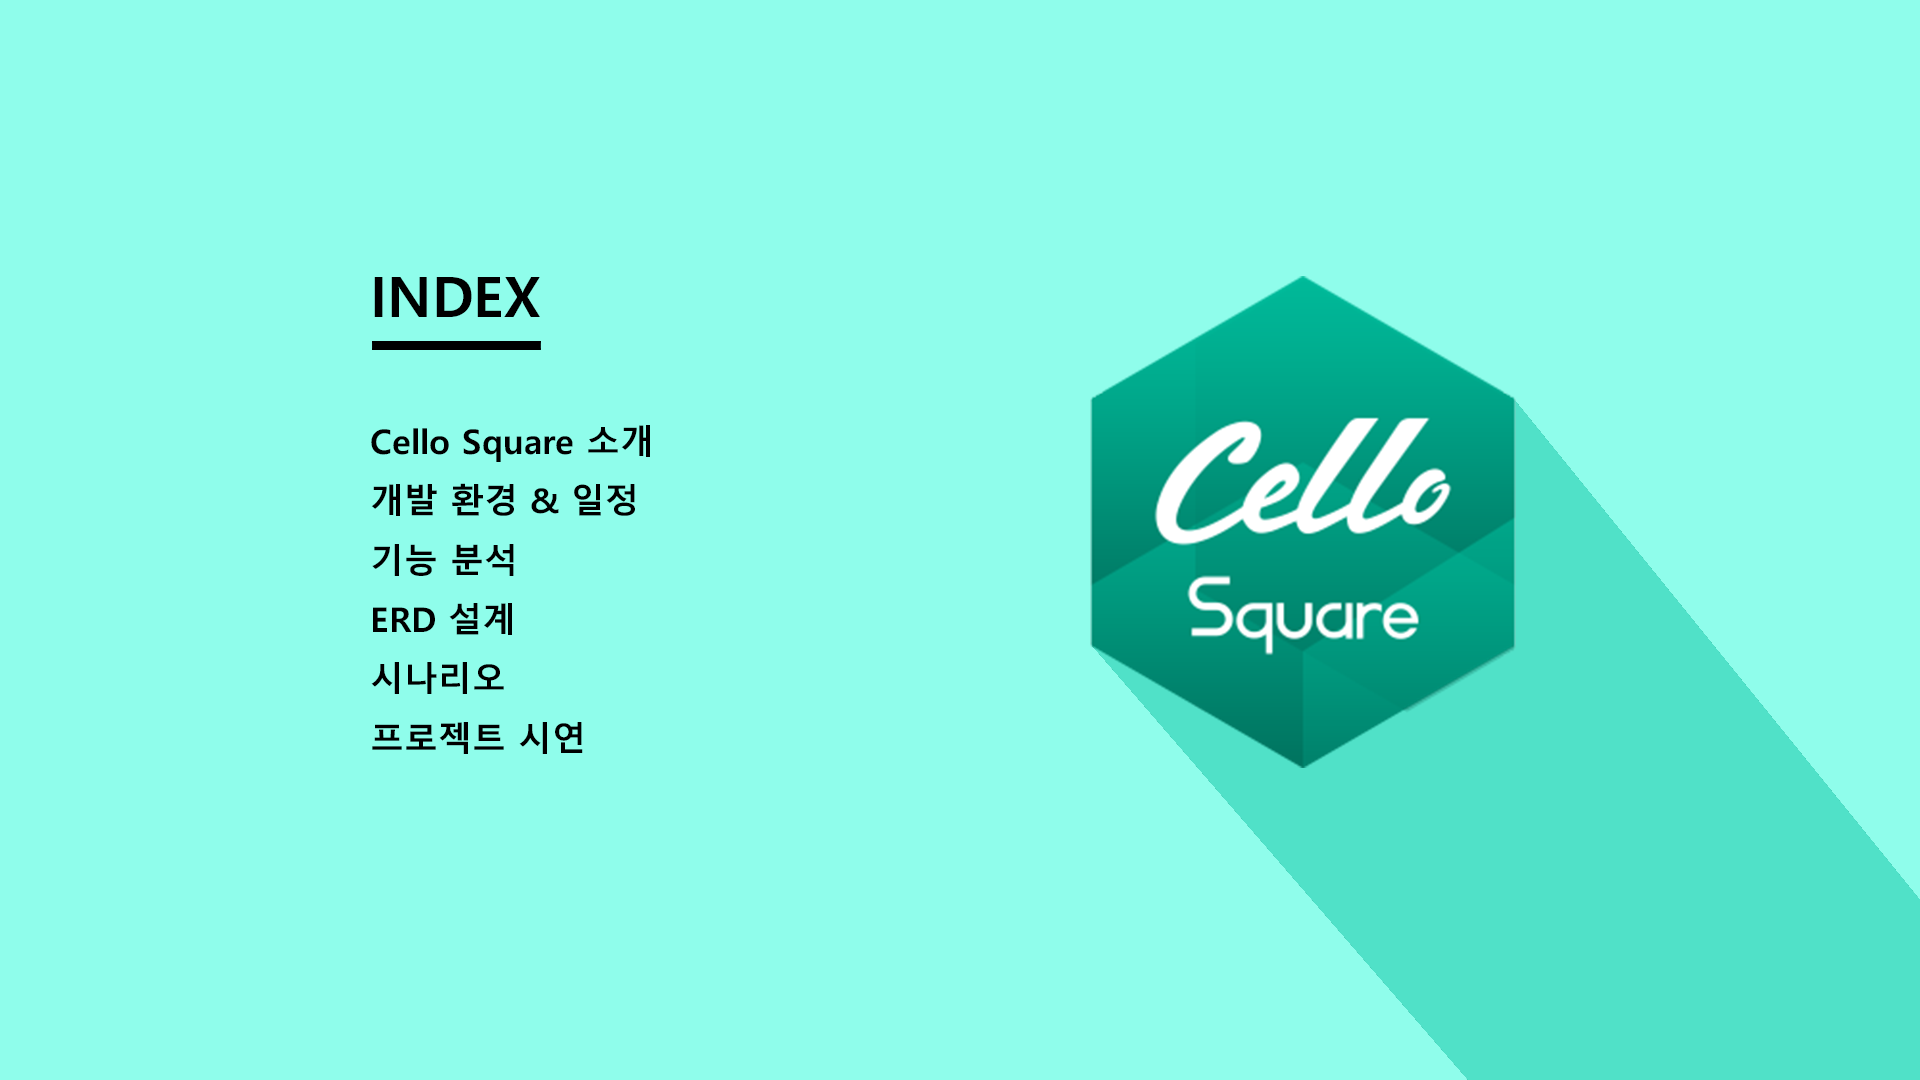 INDEX
Cello Square 소개
개발 환경 & 일정
기능 분석
ERD 설계
시나리오
프로젝트 시연
Cello
Square